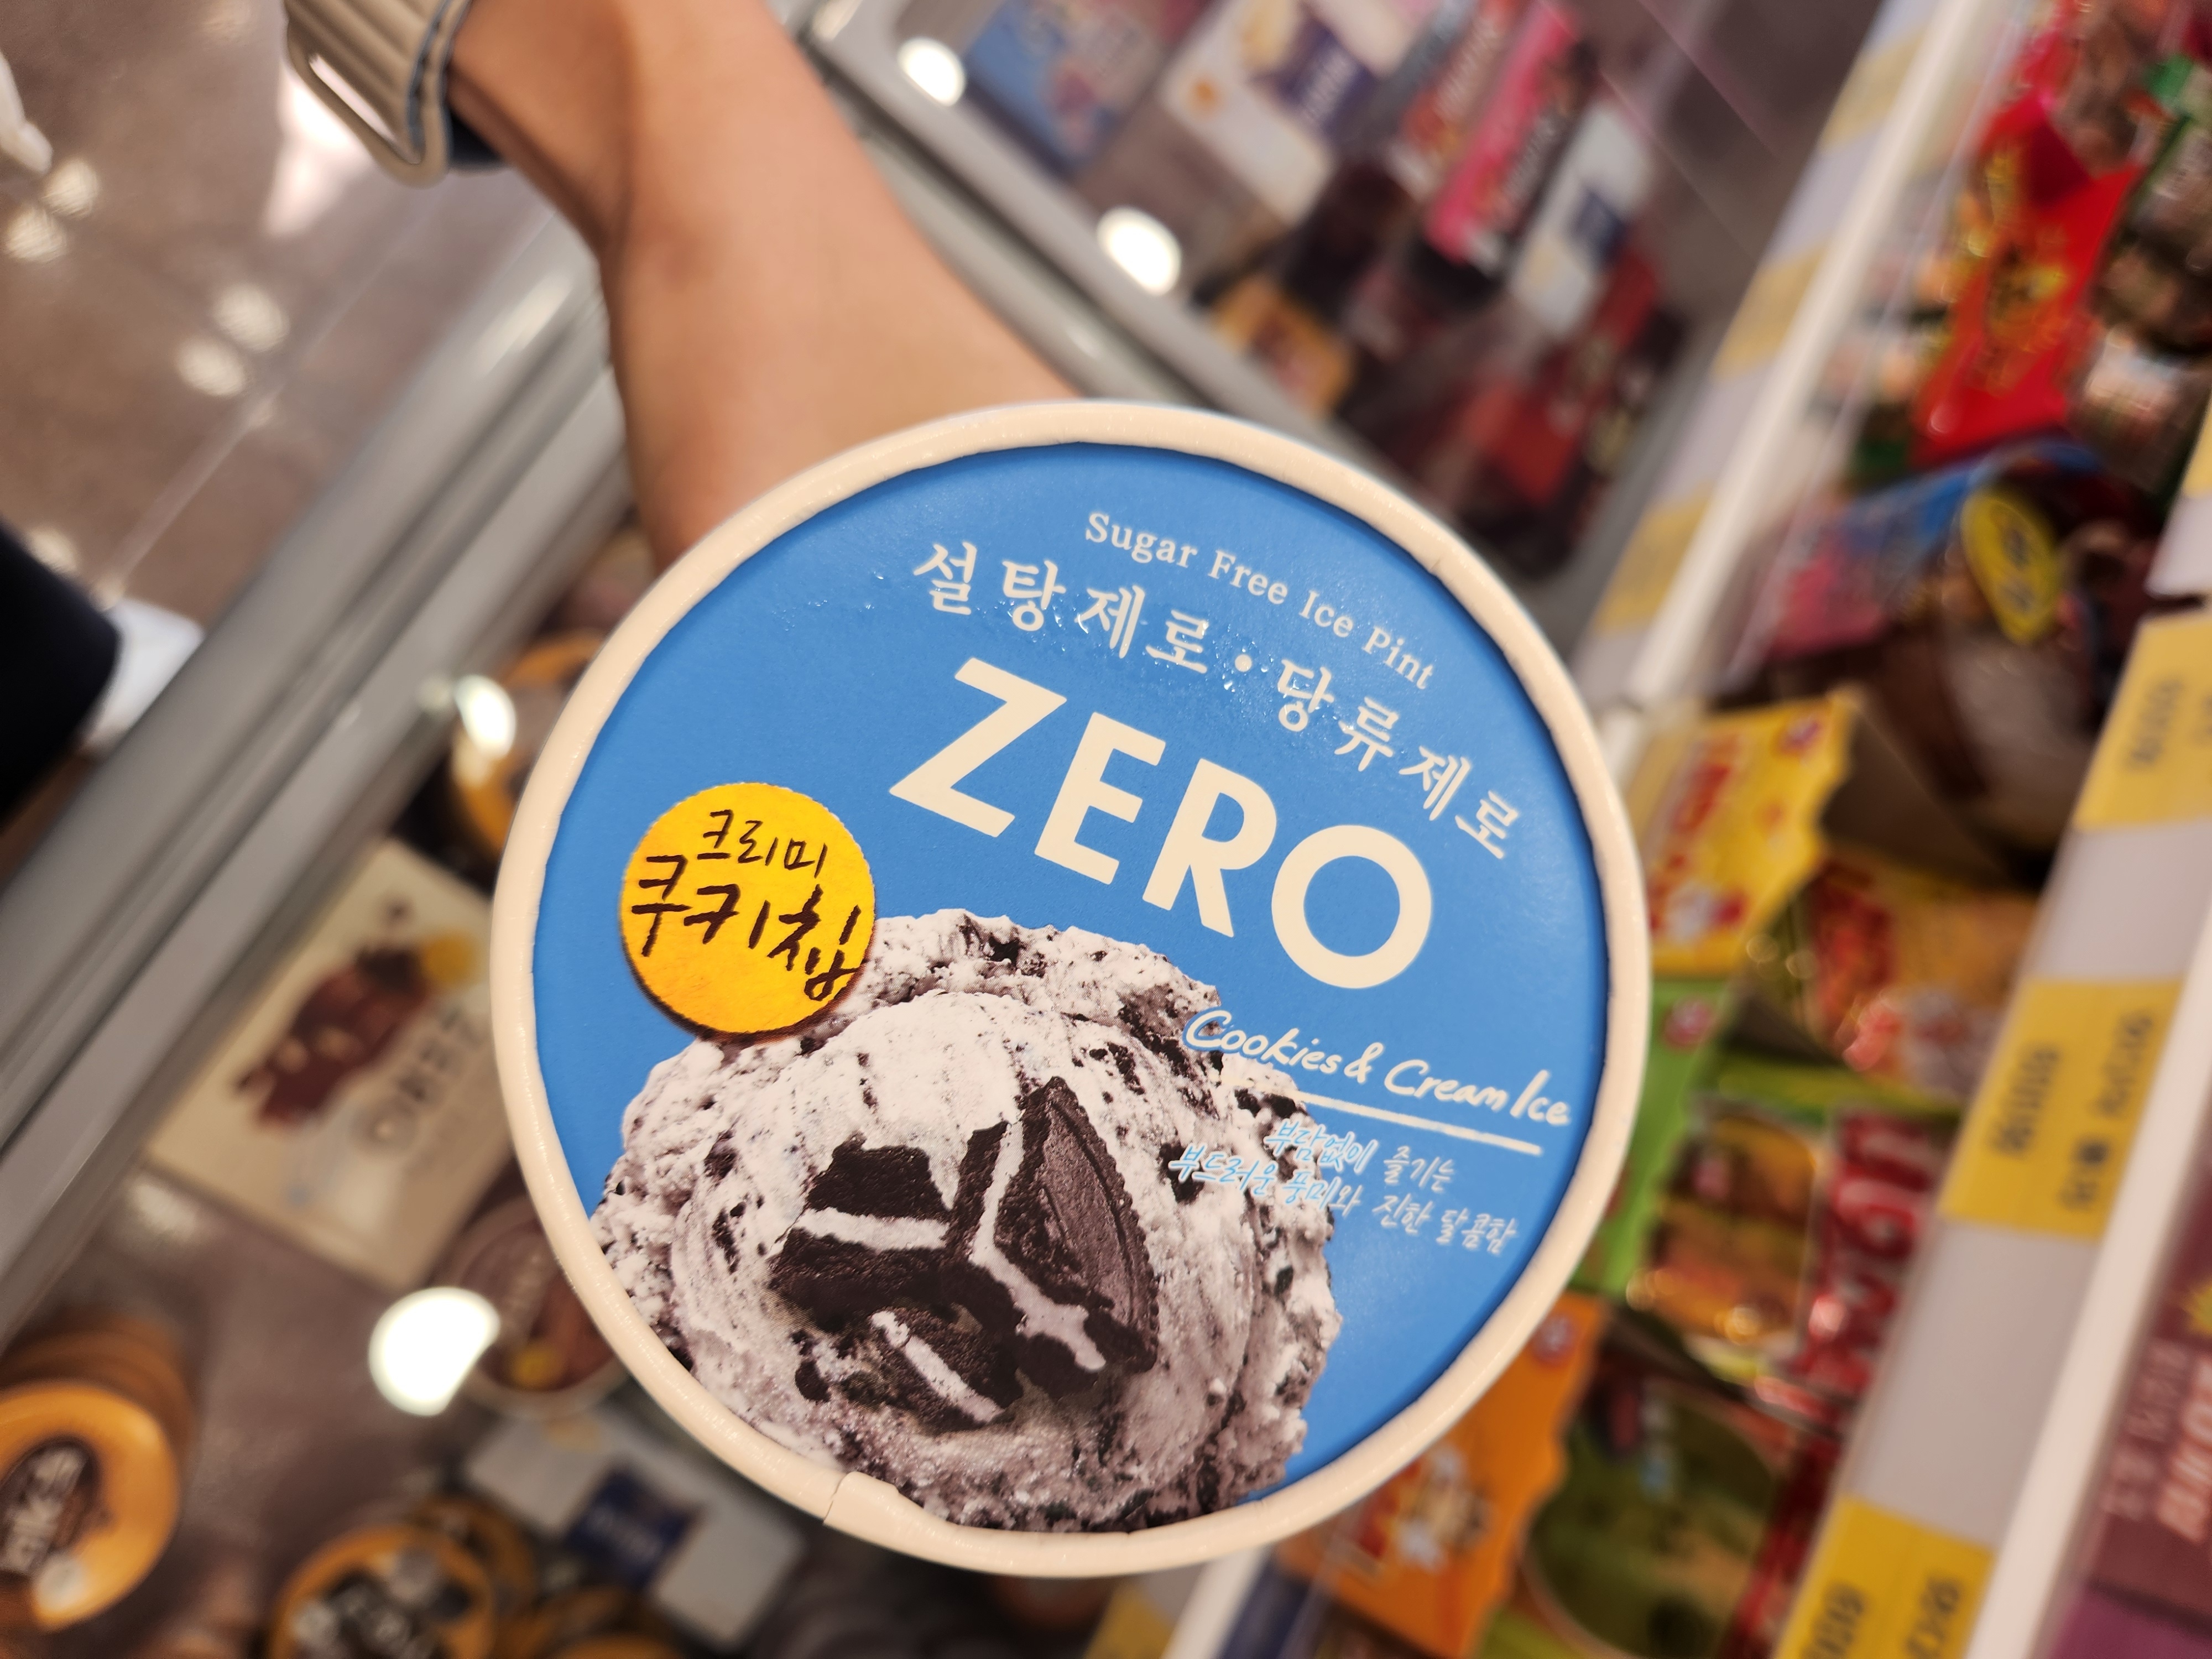 Sugar Free Ice Pint
설탕제로·당류제로
ZERO
크리미
쿠키칩
Cookies & Cream Ice
부담없이 즐기는
부드러운 풍미와 진한 달콤함